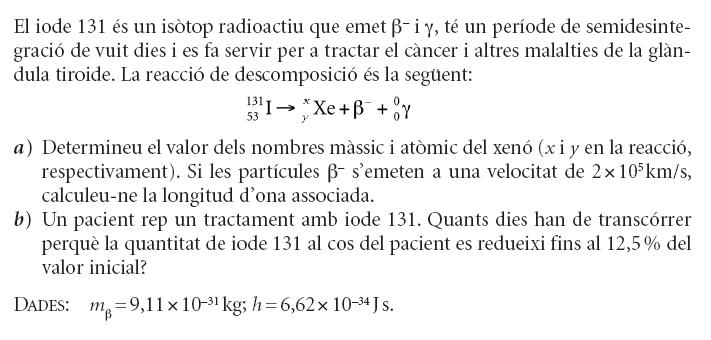 El iode 131 és un isòtop radioactiu que emet β⁻ i γ, té un període de semidesinte-
gració de vuit dies i es fa servir per a tractar el càncer i altres malalties de la glàn-
dula tiroide. La reacció de descomposició és la següent:
¹³¹₅₃I → ˣᵧXe + β⁻ + ⁰₀γ
a) Determineu el valor dels nombres màssic i atòmic del xenó (x i y en la reacció,
respectivament). Si les partícules β⁻ s’emeten a una velocitat de 2 × 10⁵ km/s,
calculeu-ne la longitud d’ona associada.
b) Un pacient rep un tractament amb iode 131. Quants dies han de transcórrer
perquè la quantitat de iode 131 al cos del pacient es redueixi fins al 12,5 % del
valor inicial?
DADES: mᵦ = 9,11 × 10⁻³¹ kg; h = 6,62 × 10⁻³⁴ J s.